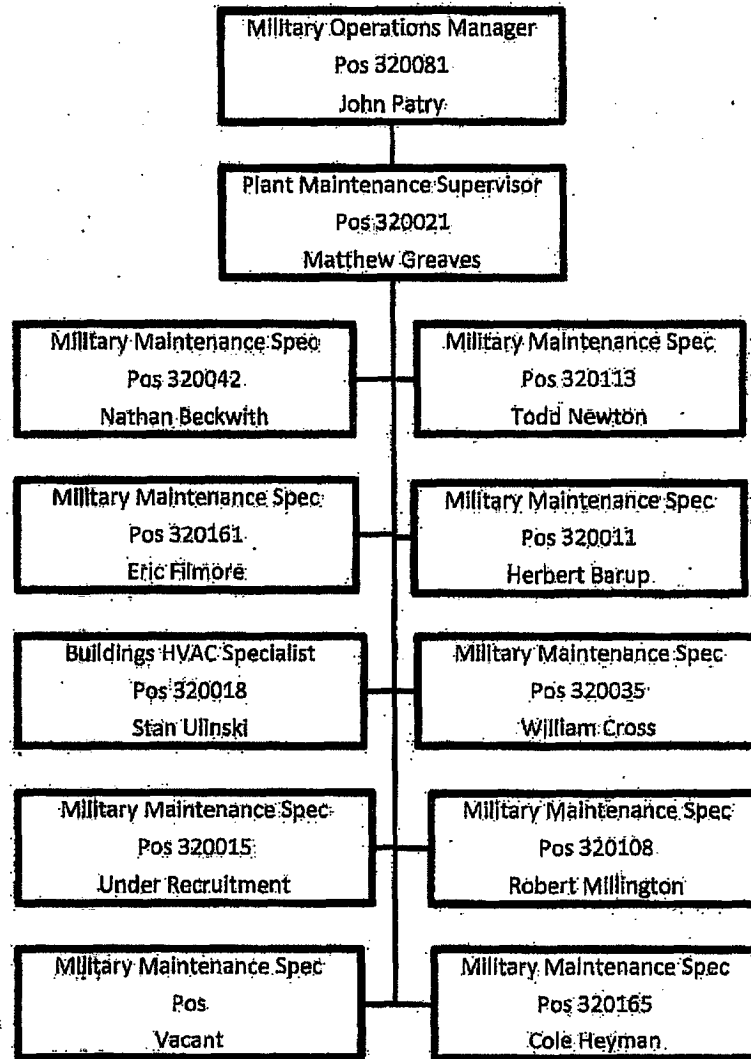 Military Operations Manager
Pos 320081
John Patry
Plant Maintenance Supervisor
Pos 320021
Matthew Greaves
Military Maintenance Spec
Pos 320042
Nathan Beckwith
Military Maintenance Spec
Pos 320113
Todd Newton
Military Maintenance Spec
Pos 320161
Eric Filmore
Military Maintenance Spec
Pos 320011
Herbert Barup
Buildings HVAC Specialist
Pos 320018
Stan Ulinski
Military Maintenance Spec
Pos 320035
William Cross
Military Maintenance Spec
Pos 320015
Under Recruitment
Military Maintenance Spec
Pos 320108
Robert Millington
Military Maintenance Spec
Pos
Vacant
Military Maintenance Spec
Pos 320165
Cole Heyman